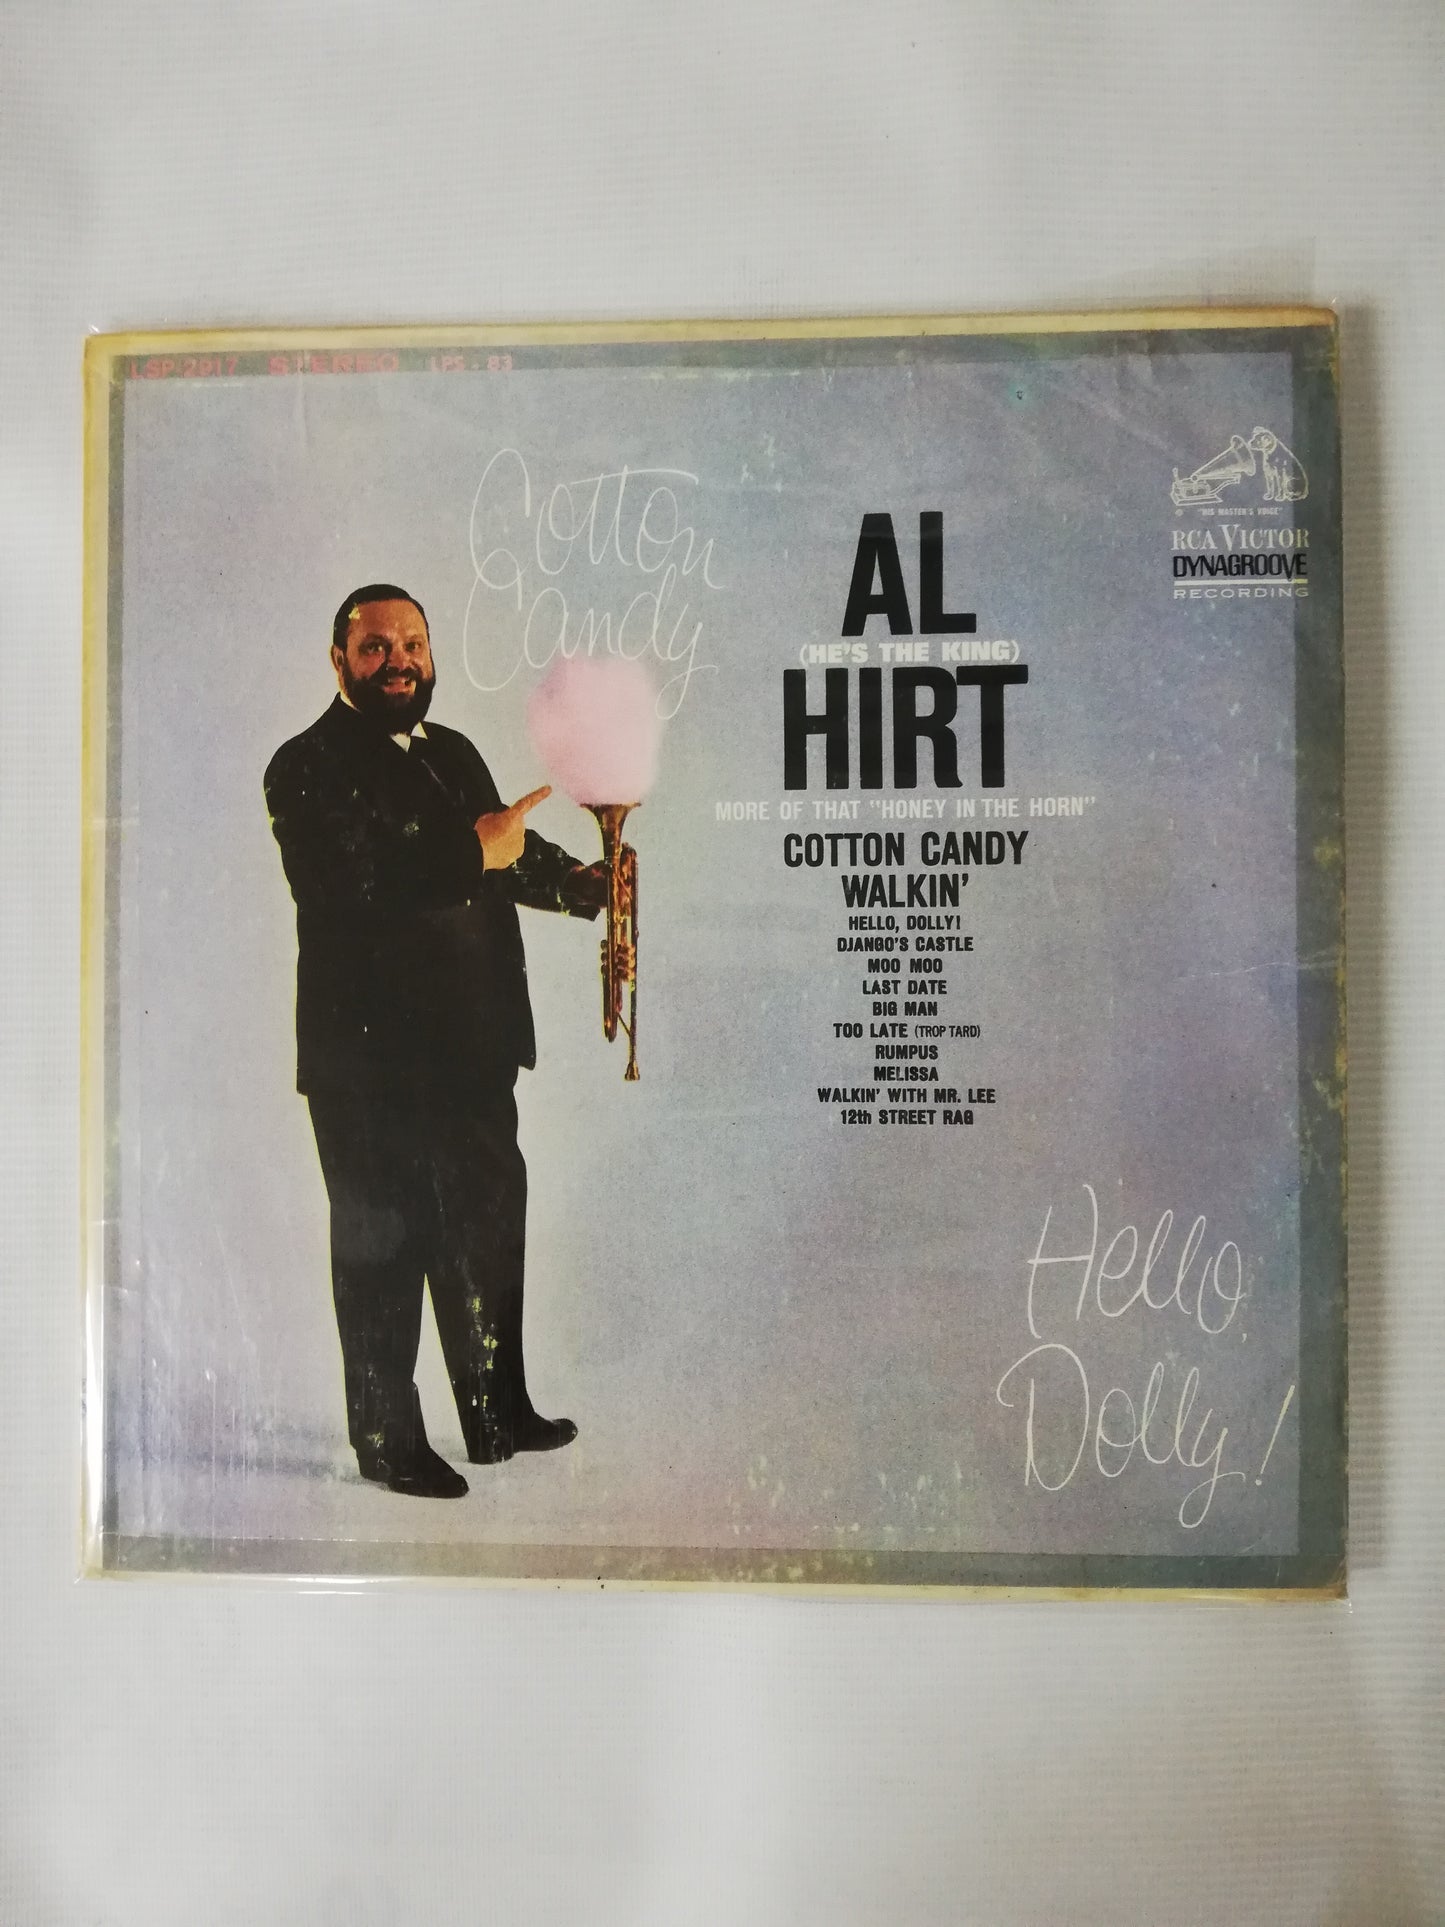 LSP-2917 STEREO LPS - 83
Cotton
Candy
"HIS MASTER'S VOICE"
RCA VICTOR
DYNAGROOVE
RECORDING
AL
(HE'S THE KING)
HIRT
MORE OF THAT "HONEY IN THE HORN"
COTTON CANDY
WALKIN'
HELLO, DOLLY!
DJANGO'S CASTLE
MOO MOO
LAST DATE
BIG MAN
TOO LATE (TROP TARD)
RUMPUS
MELISSA
WALKIN' WITH MR. LEE
12th STREET RAG
Hello,
Dolly!